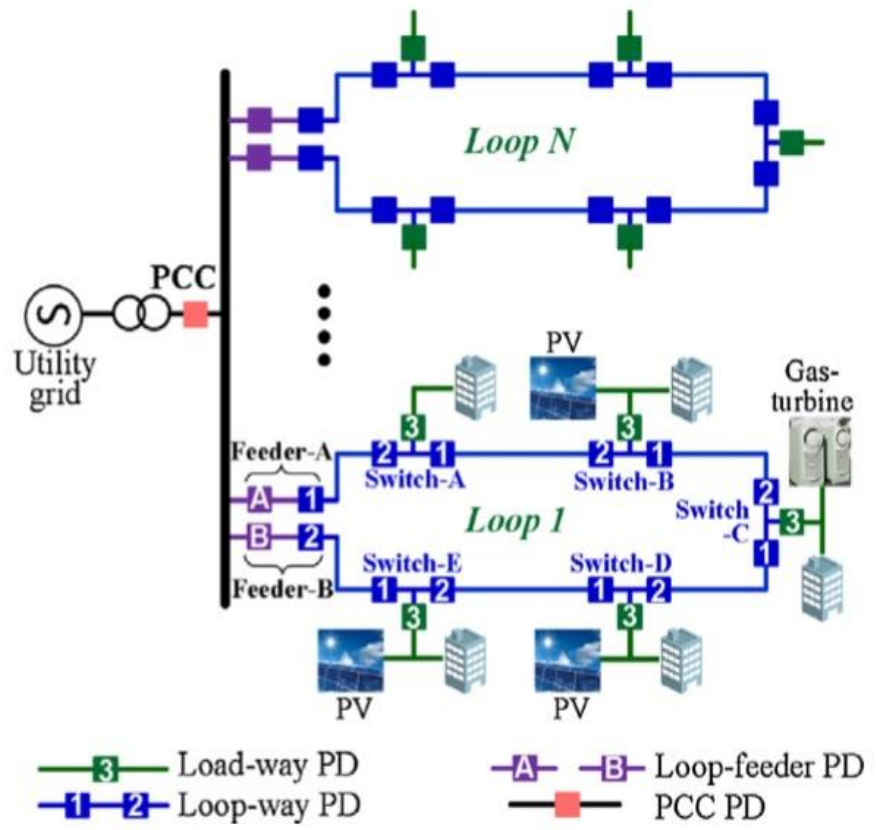 Loop N
PCC
Utility
grid
PV
Gas-
turbine
3
3
Feeder-A
2 1
Switch-A
2 1
Switch-B
2
A 1
Loop 1
Switch
-C
3
B 2
1
Feeder-B
Switch-E
Switch-D
1 2
1 2
3
3
PV
PV
3 Load-way PD
A B Loop-feeder PD
1 2 Loop-way PD
PCC PD